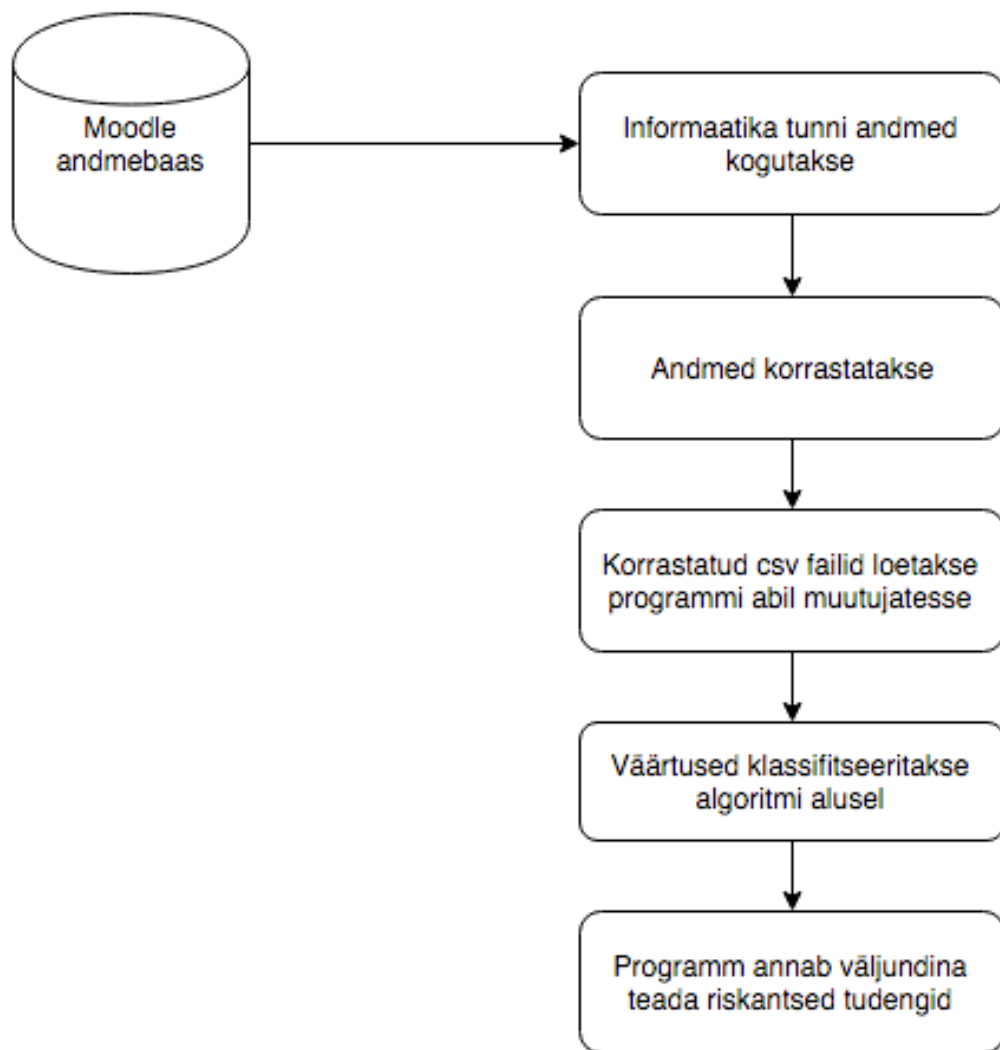 Moodle
andmebaas
Informaatika tunni andmed
kogutakse
Andmed korrastatakse
Korrastatud csv failid loetakse
programmi abil muutujatesse
Väärtused klassifitseeritakse
algoritmi alusel
Programm annab väljundina
teada riskantsed tudengid